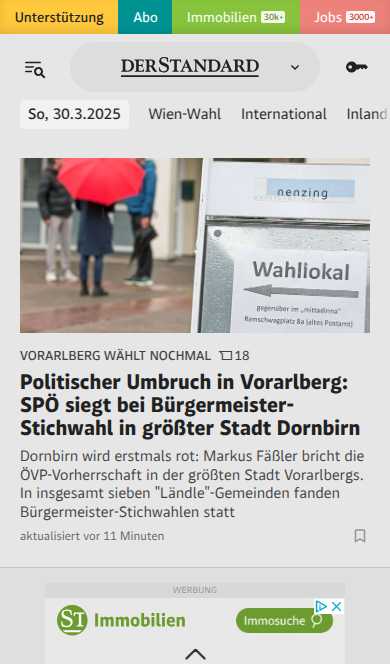 Unterstützung Abo Immobilien 30k+ Jobs 3000+
DERSTANDARD
So, 30.3.2025 Wien-Wahl International Inland
nenzing
Wahllokal
gegenüber im „mittadinna“
Ramschwagplatz 8a (altes Postamt)
VORARLBERG WÄHLT NOCHMAL 18
Politischer Umbruch in Vorarlberg:
SPÖ siegt bei Bürgermeister-
Stichwahl in größter Stadt Dornbirn
Dornbirn wird erstmals rot: Markus Fäßler bricht die
ÖVP-Vorherrschaft in der größten Stadt Vorarlbergs.
In insgesamt sieben "Ländle"-Gemeinden fanden
Bürgermeister-Stichwahlen statt
aktualisiert vor 11 Minuten
WERBUNG
ST Immobilien Immosuche